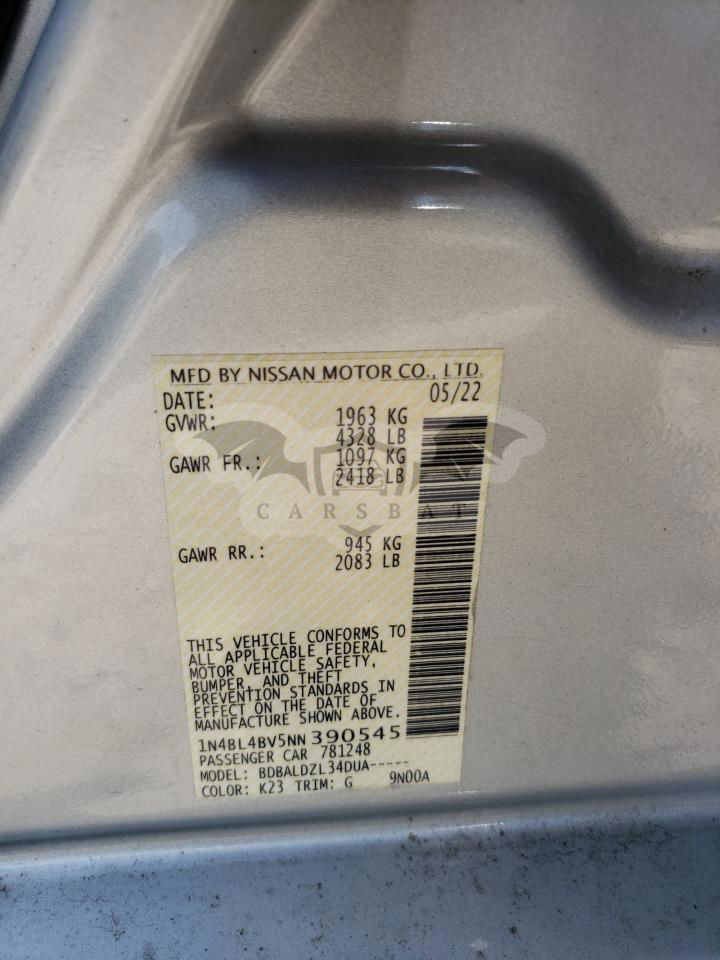 MFD BY NISSAN MOTOR CO., LTD.
DATE: 05/22
GVWR: 1963 KG
4328 LB
GAWR FR.: 1097 KG
2418 LB
CARSBAT
GAWR RR.: 945 KG
2083 LB
THIS VEHICLE CONFORMS TO
ALL APPLICABLE FEDERAL
MOTOR VEHICLE SAFETY,
BUMPER, AND THEFT
PREVENTION STANDARDS IN
EFFECT ON THE DATE OF
MANUFACTURE SHOWN ABOVE.
1N4BL4BV5NN390545
PASSENGER CAR 781248
MODEL: BDBALDZL34DUA-----
COLOR: K23 TRIM: G 9N00A